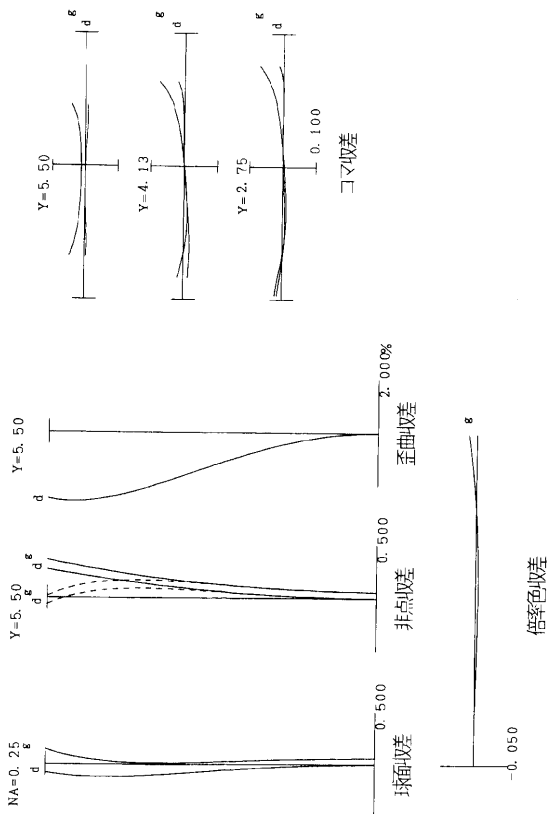 NA=0. 25
d
g
0. 500
球面収差
Y=5. 50
d
g
d
g
0. 500
非点収差
Y=5. 50
d
2. 000%
歪曲収差
Y=5. 50
g
d
Y=4. 13
g
d
Y=2. 75
g
d
0. 100
コマ収差
g
-0. 050
倍率色収差